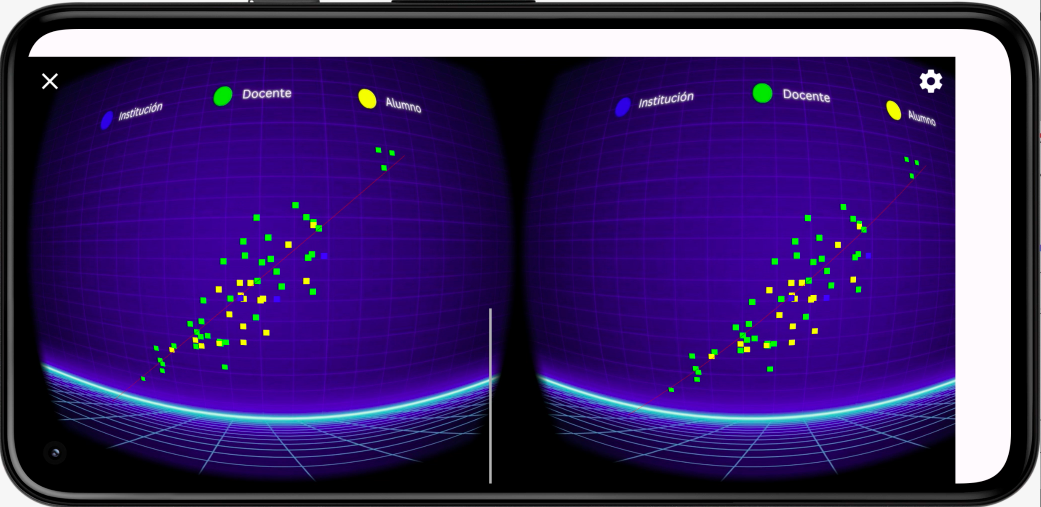 Institución
Docente
Alumno
Institución
Docente
Alumno